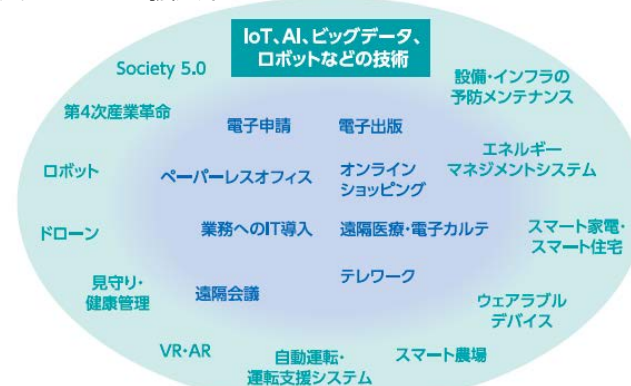 IoT、AI、ビッグデータ、
ロボットなどの技術
Society 5.0
設備・インフラの
予防メンテナンス
第4次産業革命
電子申請
電子出版
エネルギー
マネジメントシステム
ロボット
ペーパーレスオフィス
オンライン
ショッピング
ドローン
業務へのIT導入
遠隔医療・電子カルテ
スマート家電・
スマート住宅
見守り・
健康管理
遠隔会議
テレワーク
ウェアラブル
デバイス
VR・AR
自動運転・
運転支援システム
スマート農場